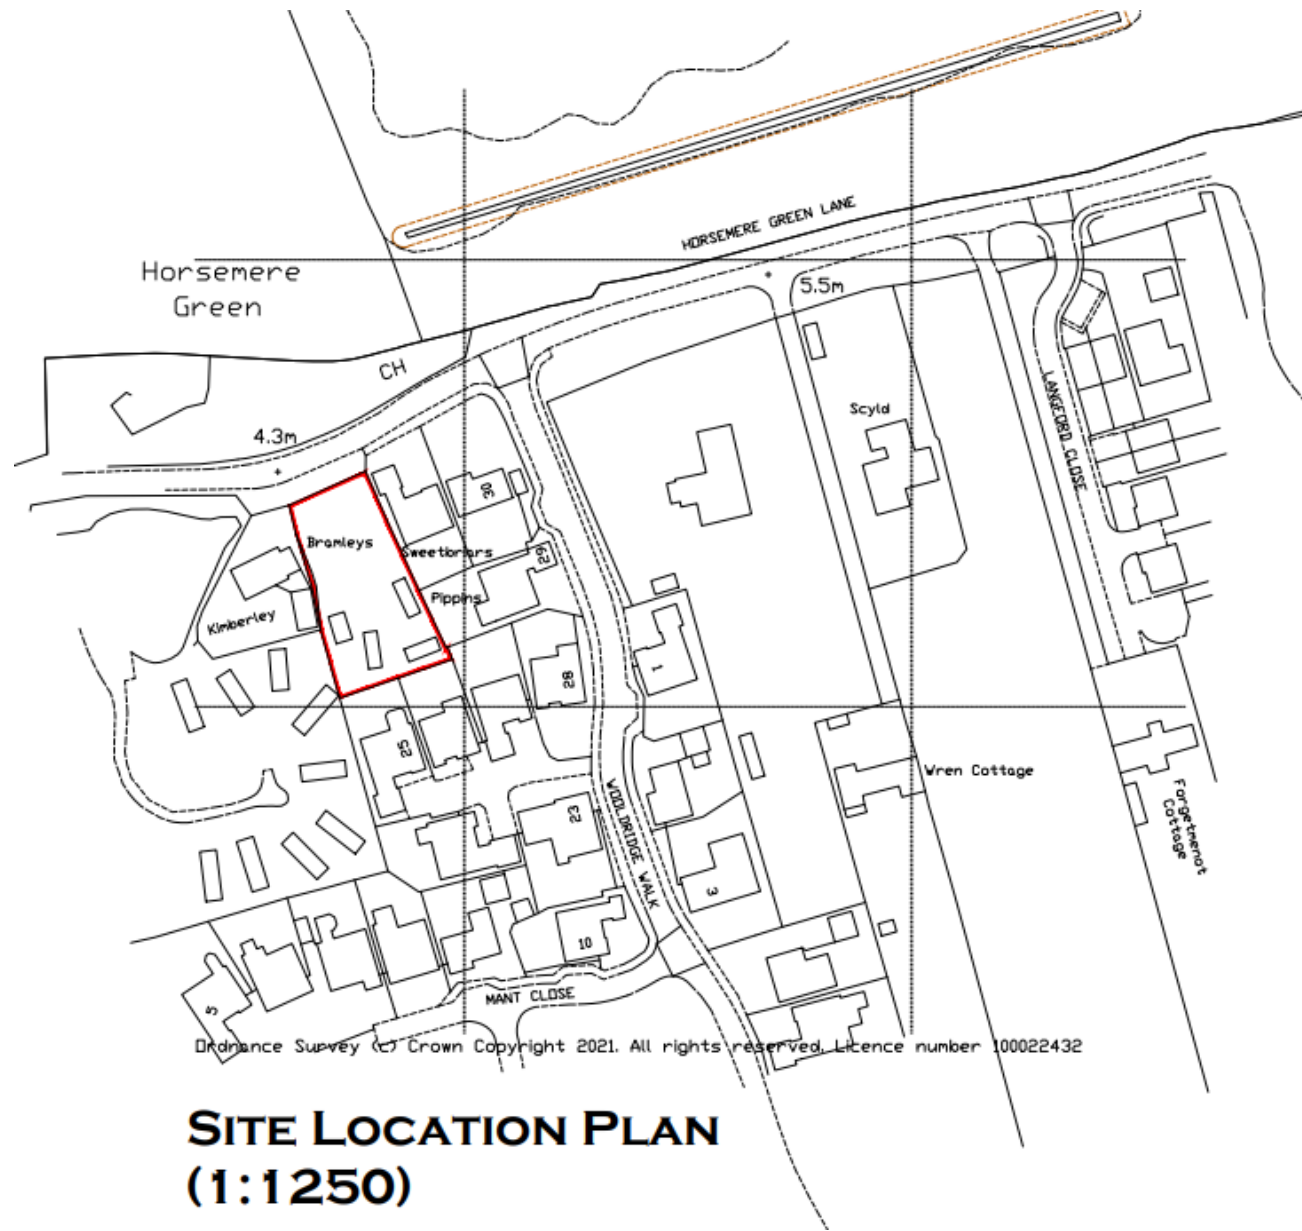 HORSEMERE GREEN LANE
Horsemere
Green
5.5m
CH
LANGFORD CLOSE
Scyld
4.3m
30
Bramleys
Sweetbriars
29
Pippins
Kimberley
1
28
25
Wren Cottage
WOOLDRIDGE WALK
23
Forgetmenot
Cottage
3
10
MANT CLOSE
5
Ordnance Survey (c) Crown Copyright 2021. All rights reserved. Licence number 100022432
SITE LOCATION PLAN
(1:1250)